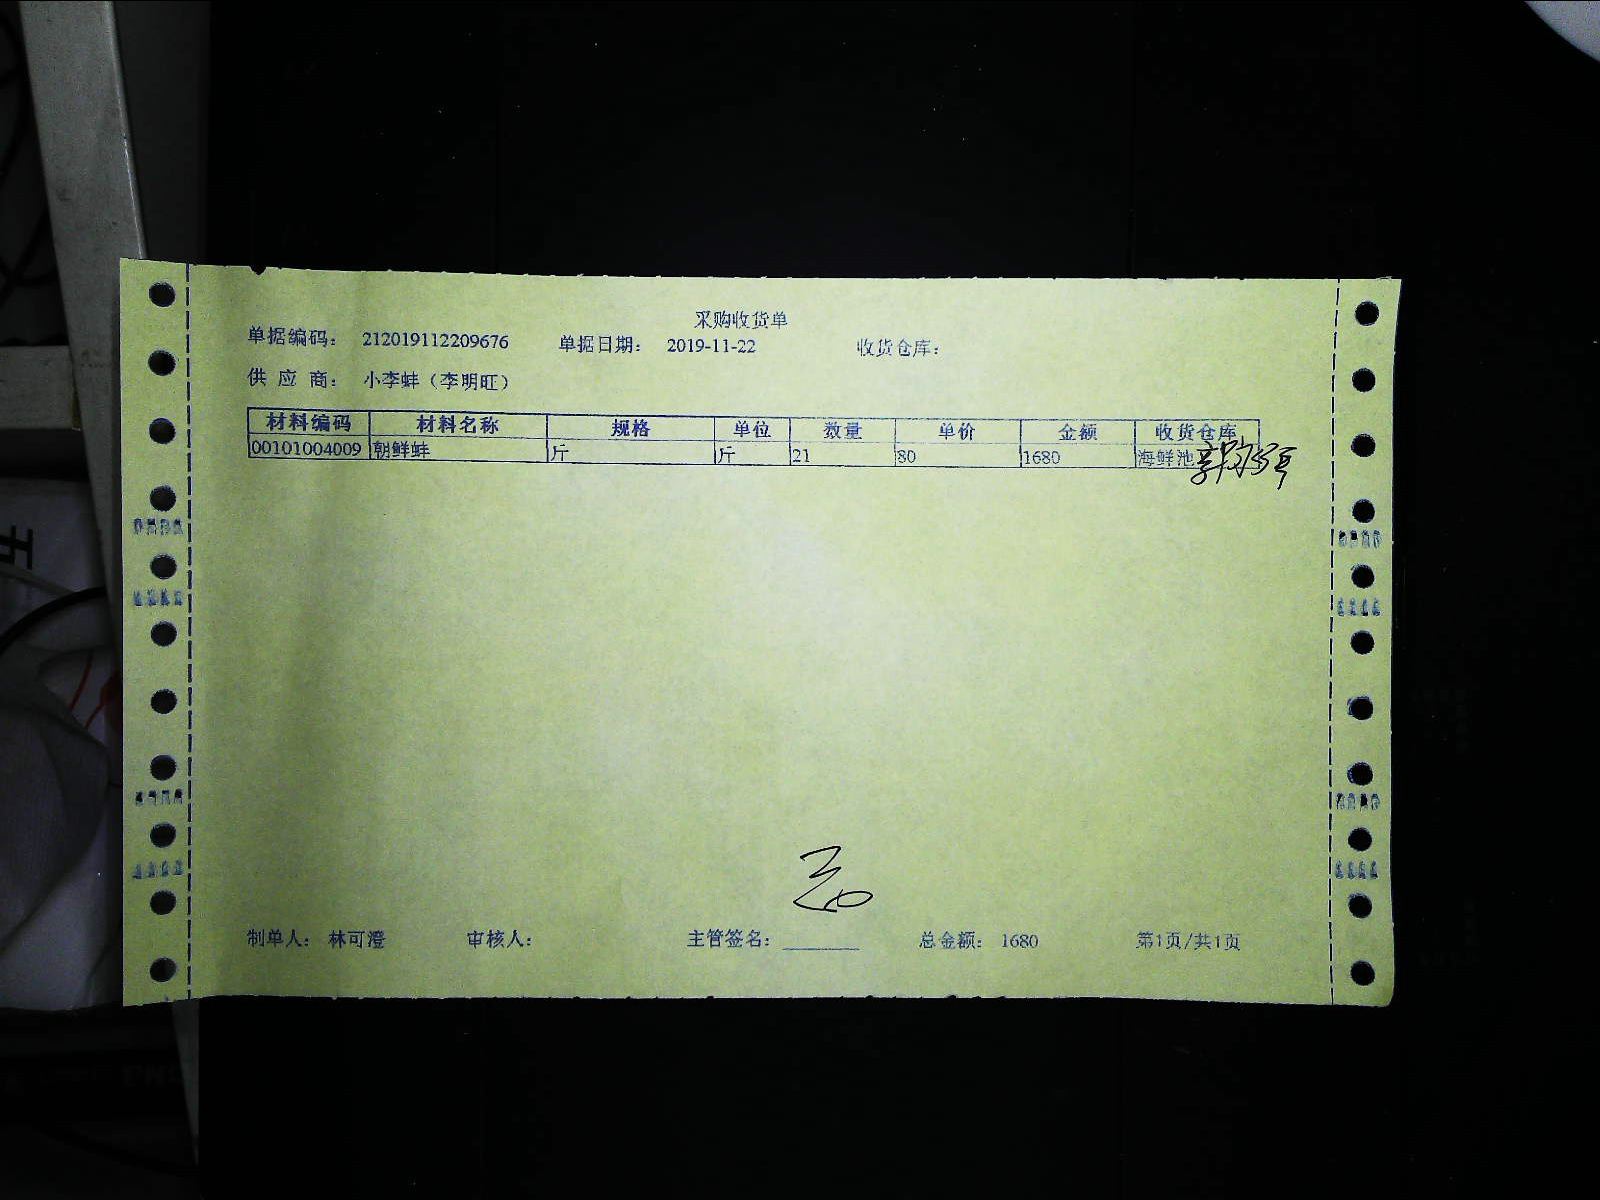 采购收货单
单据编码： 212019112209676 单据日期： 2019-11-22 收货仓库：
供 应 商： 小李蚌（李明旺）
材料编码 材料名称 规格 单位 数量 单价 金额 收货仓库
00101004009 朝鲜蚌 斤 斤 21 80 1680 海鲜池
制单人： 林可澄 审核人： 主管签名： 总金额： 1680 第1页/共1页